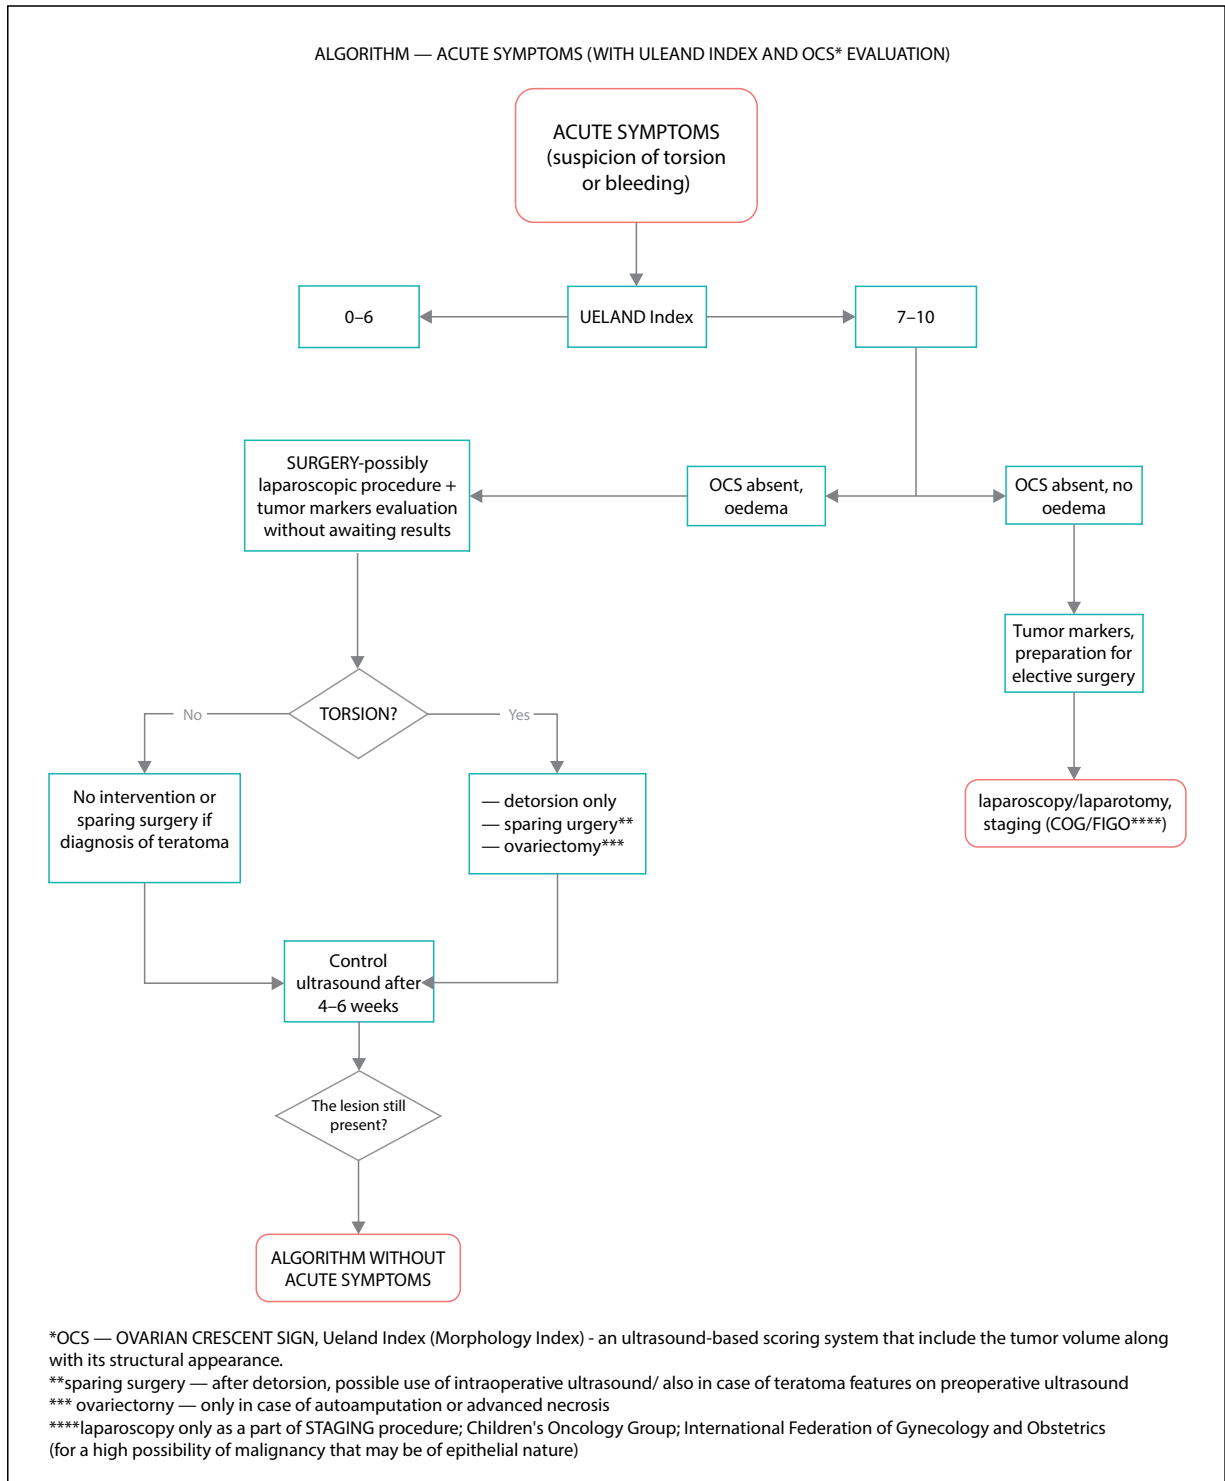 ALGORITHM — ACUTE SYMPTOMS (WITH ULEAND INDEX AND OCS* EVALUATION)
ACUTE SYMPTOMS
(suspicion of torsion
or bleeding)
0–6
UELAND Index
7–10
SURGERY-possibly
laparoscopic procedure +
tumor markers evaluation
without awaiting results
OCS absent,
oedema
OCS absent, no
oedema
Tumor markers,
preparation for
elective surgery
TORSION?
No
Yes
No intervention or
sparing surgery if
diagnosis of teratoma
— detorsion only
— sparing urgery**
— ovariectomy***
laparoscopy/laparotomy,
staging (COG/FIGO****)
Control
ultrasound after
4–6 weeks
The lesion still
present?
ALGORITHM WITHOUT
ACUTE SYMPTOMS
*OCS — OVARIAN CRESCENT SIGN, Ueland Index (Morphology Index) - an ultrasound-based scoring system that include the tumor volume along
with its structural appearance.
**sparing surgery — after detorsion, possible use of intraoperative ultrasound/ also in case of teratoma features on preoperative ultrasound
*** ovariectorny — only in case of autoamputation or advanced necrosis
****laparoscopy only as a part of STAGING procedure; Children's Oncology Group; International Federation of Gynecology and Obstetrics
(for a high possibility of malignancy that may be of epithelial nature)